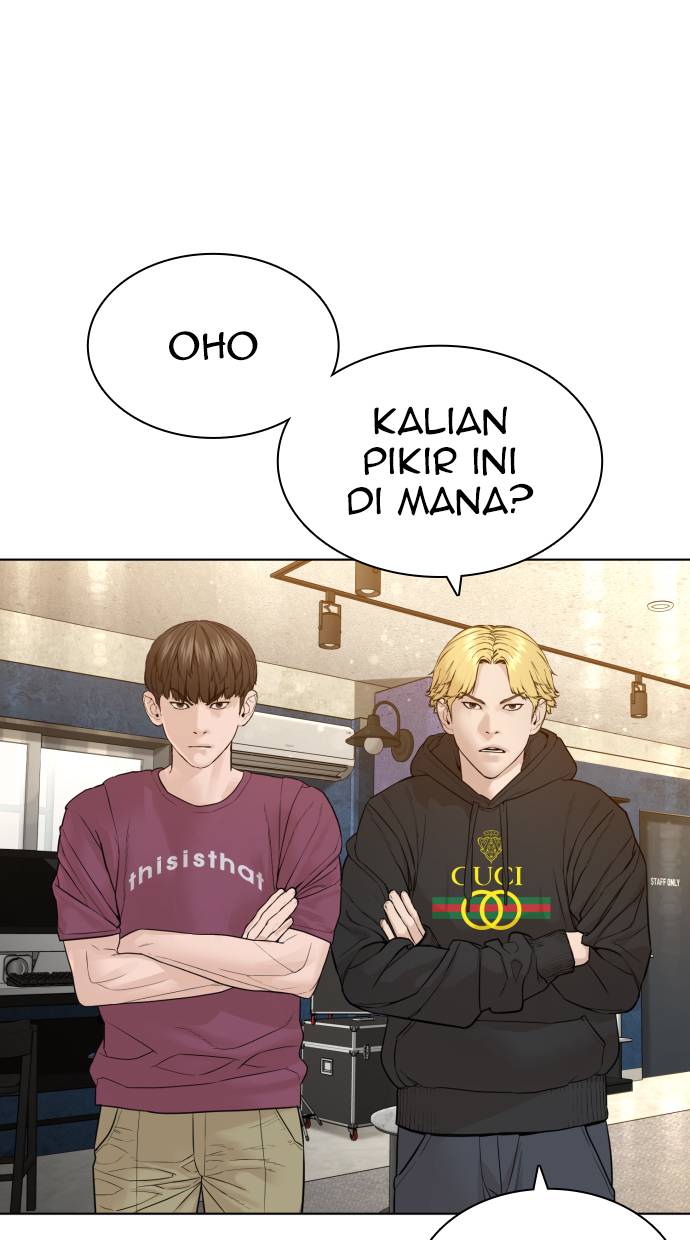 OHO
KALIAN
PIKIR INI
DI MANA?
thisisthat
GUCI
STAFF ONLY